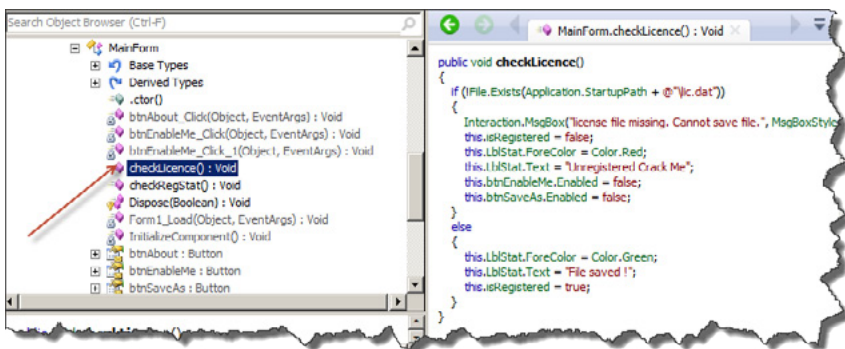 Search Object Browser (Ctrl-F)
MainForm
Base Types
Derived Types
.ctor()
btnAbout_Click(Object, EventArgs) : Void
btnEnableMe_Click(Object, EventArgs) : Void
btnEnableMe_Click_1(Object, EventArgs) : Void
checkLicence() : Void
checkRegStat() : Void
Dispose(Boolean) : Void
Form1_Load(Object, EventArgs) : Void
InitializeComponent() : Void
btnAbout : Button
btnEnableMe : Button
btnSaveAs : Button
MainForm.checkLicence() : Void
public void checkLicence()
{
if (!File.Exists(Application.StartupPath + @"\lic.dat"))
{
Interaction.MsgBox("license file missing. Cannot save file.", MsgBoxStyle
this.isRegistered = false;
this.LblStat.ForeColor = Color.Red;
this.LblStat.Text = "Unregistered Crack Me";
this.btnEnableMe.Enabled = false;
this.btnSaveAs.Enabled = false;
}
else
{
this.LblStat.ForeColor = Color.Green;
this.LblStat.Text = "File saved !";
this.isRegistered = true;
}
}